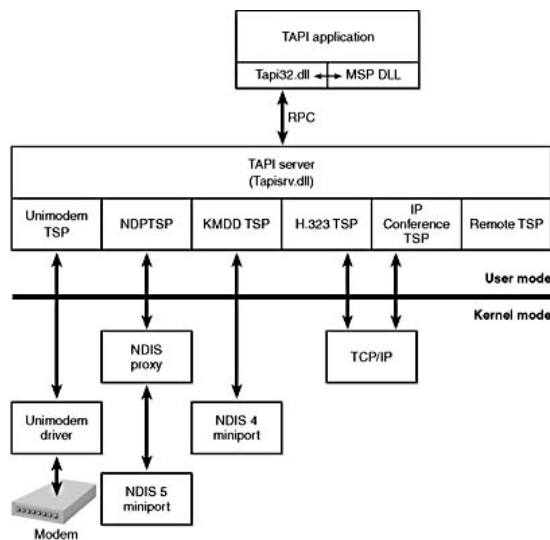 TAPI application
Tapi32.dll
MSP DLL
RPC
TAPI server
(Tapisrv.dll)
Unimodem
TSP
NDPTSP
KMDD TSP
H.323 TSP
IP
Conference
TSP
Remote TSP
User mode
Kernel mode
NDIS
proxy
TCP/IP
Unimodem
driver
NDIS 4
miniport
NDIS 5
miniport
Modem